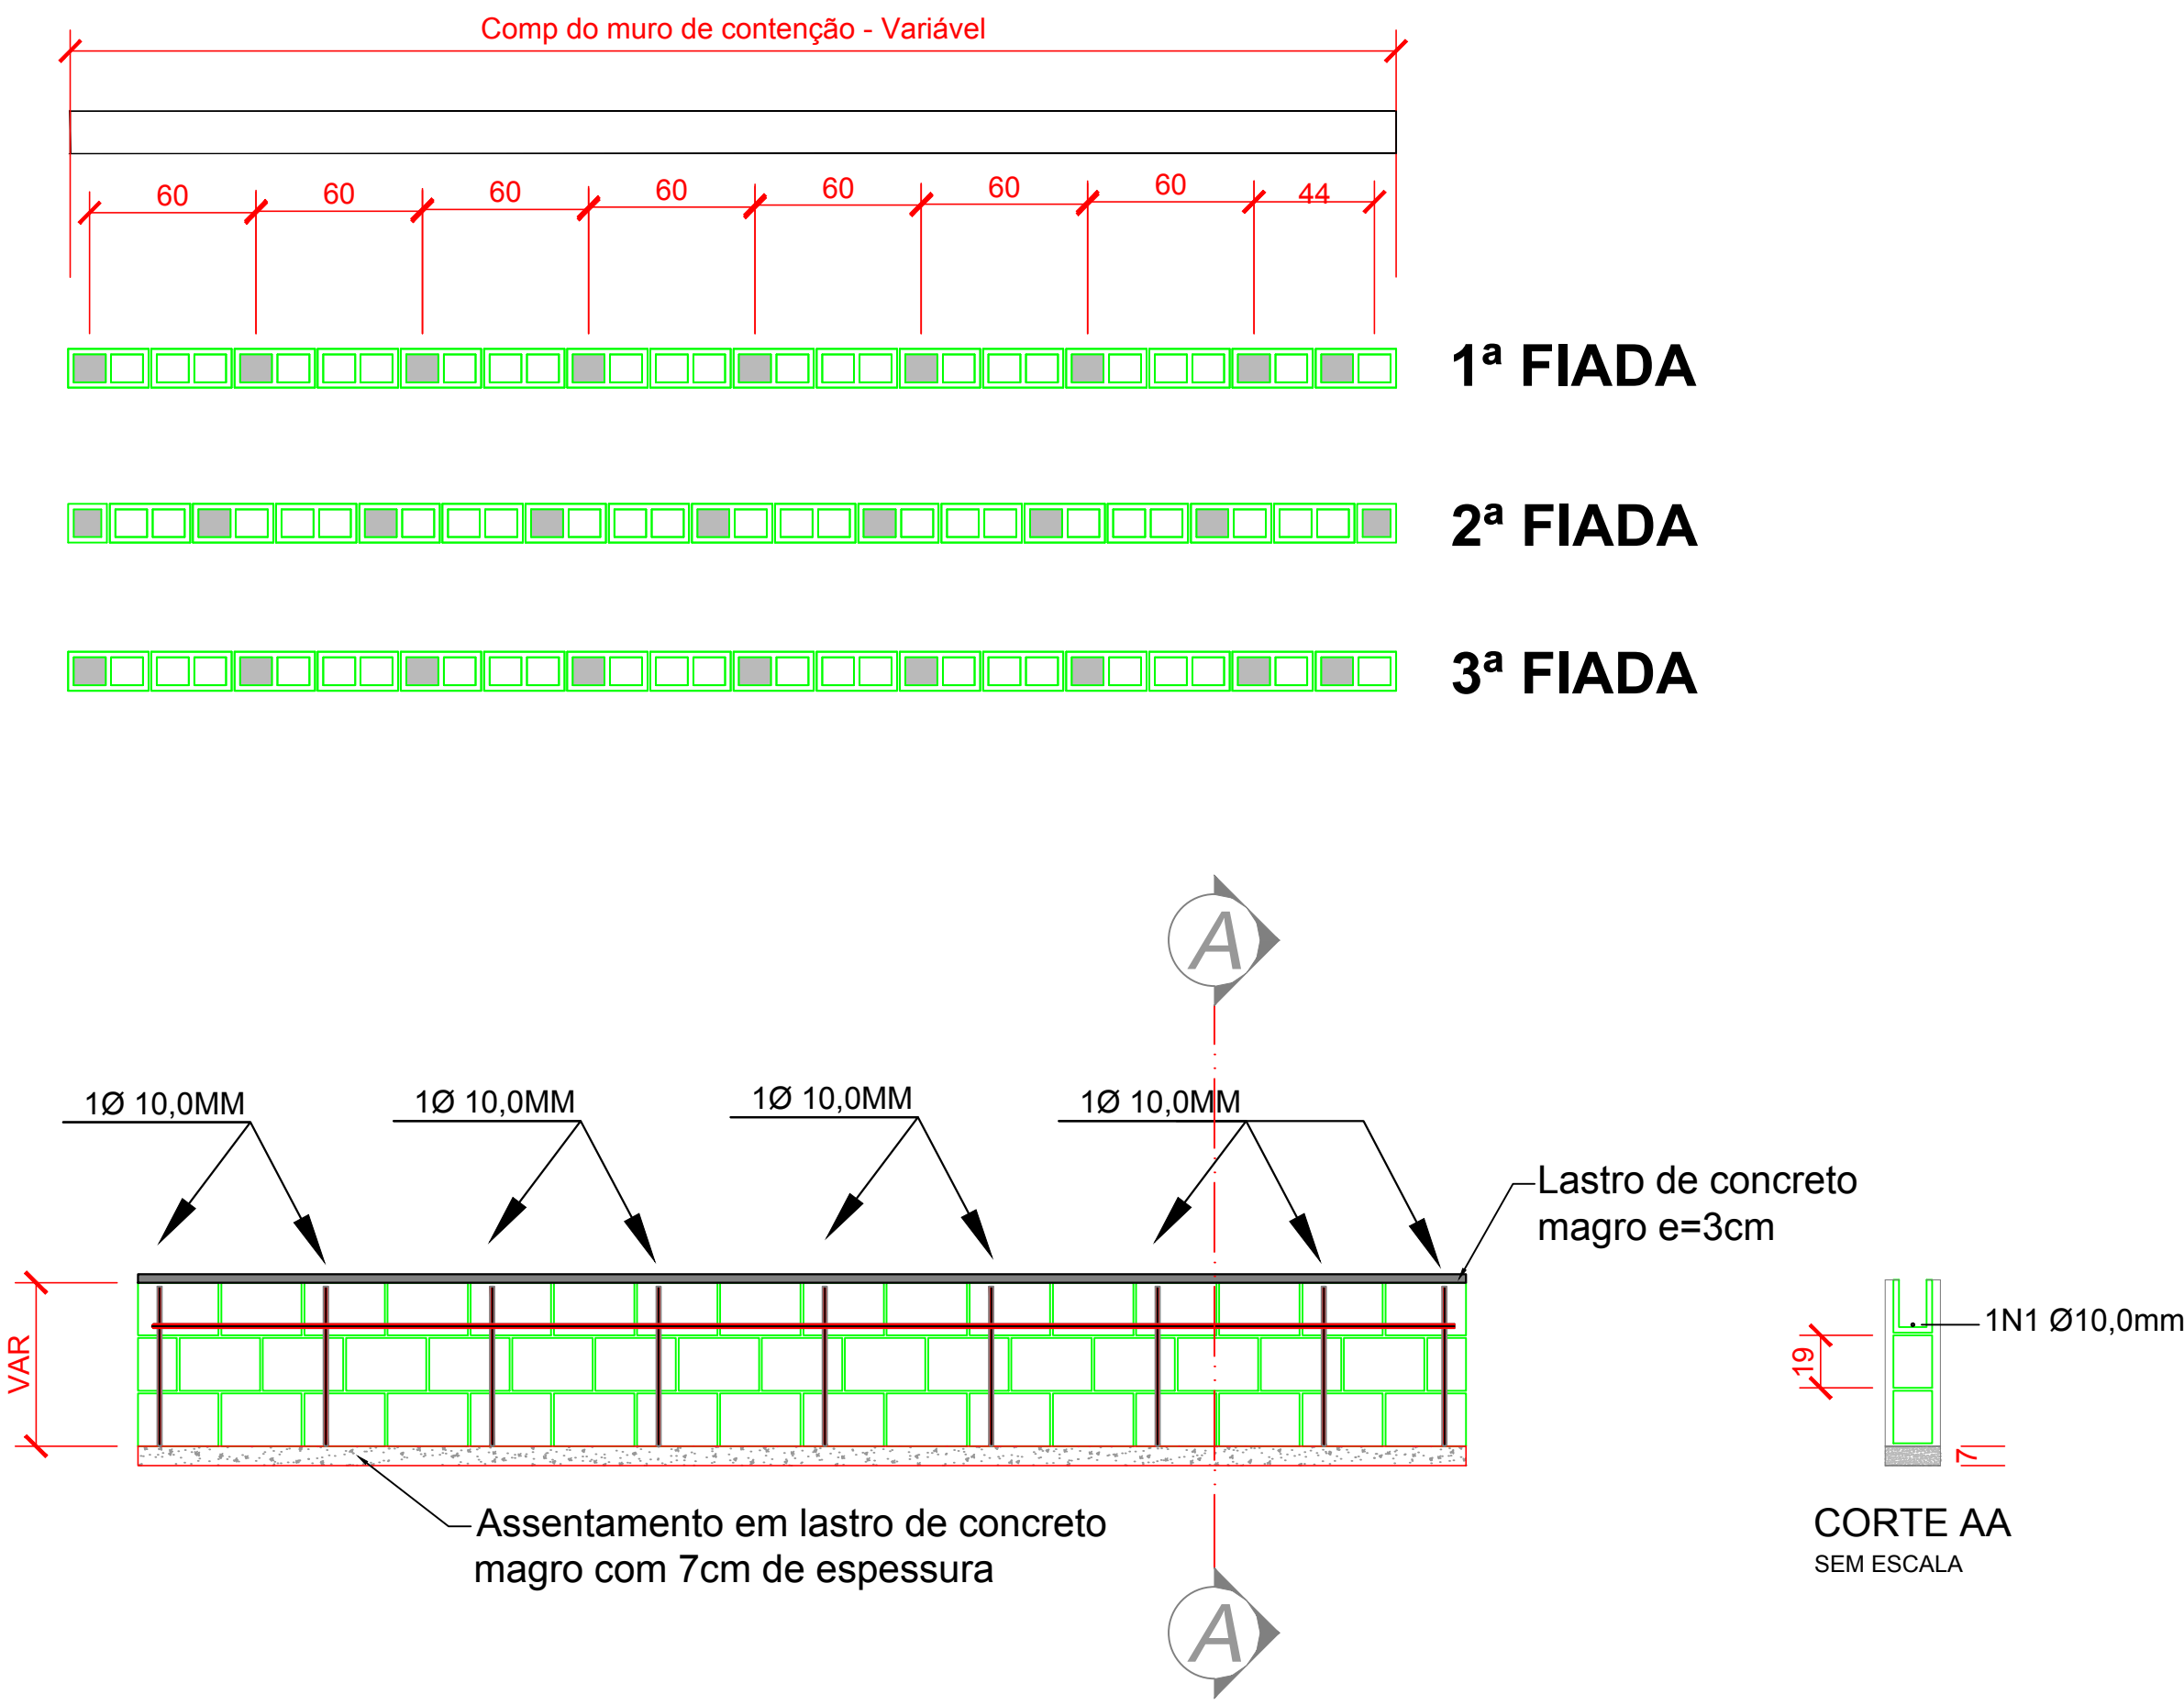 Comp do muro de contenção - Variável
60
60
60
60
60
60
60
44
1ª FIADA
2ª FIADA
3ª FIADA
A
1Ø 10,0MM
1Ø 10,0MM
1Ø 10,0MM
1Ø 10,0MM
Lastro de concreto
magro e=3cm
VAR
19
1N1 Ø10,0mm
7
Assentamento em lastro de concreto
magro com 7cm de espessura
CORTE AA
SEM ESCALA
A